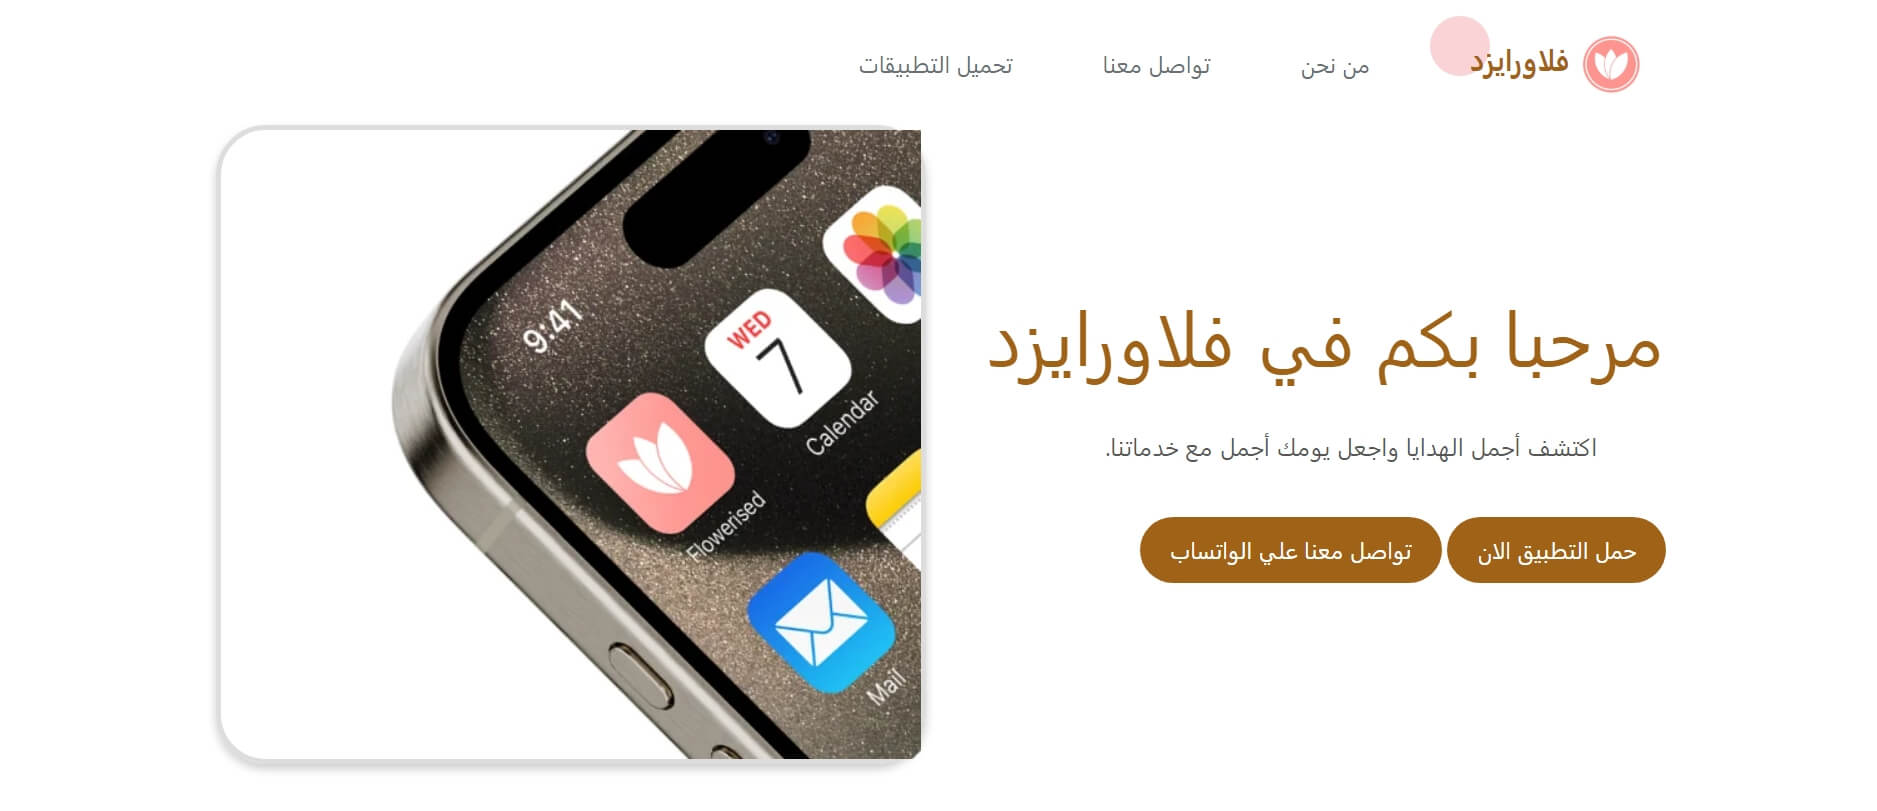 فلاورايزد
من نحن
تواصل معنا
تحميل التطبيقات
مرحبا بكم في فلاورايزد
اكتشف أجمل الهدايا واجعل يومك أجمل مع خدماتنا.
حمل التطبيق الان
تواصل معنا علي الواتساب
9:41
WED
7
Calendar
Flowerised
Mail